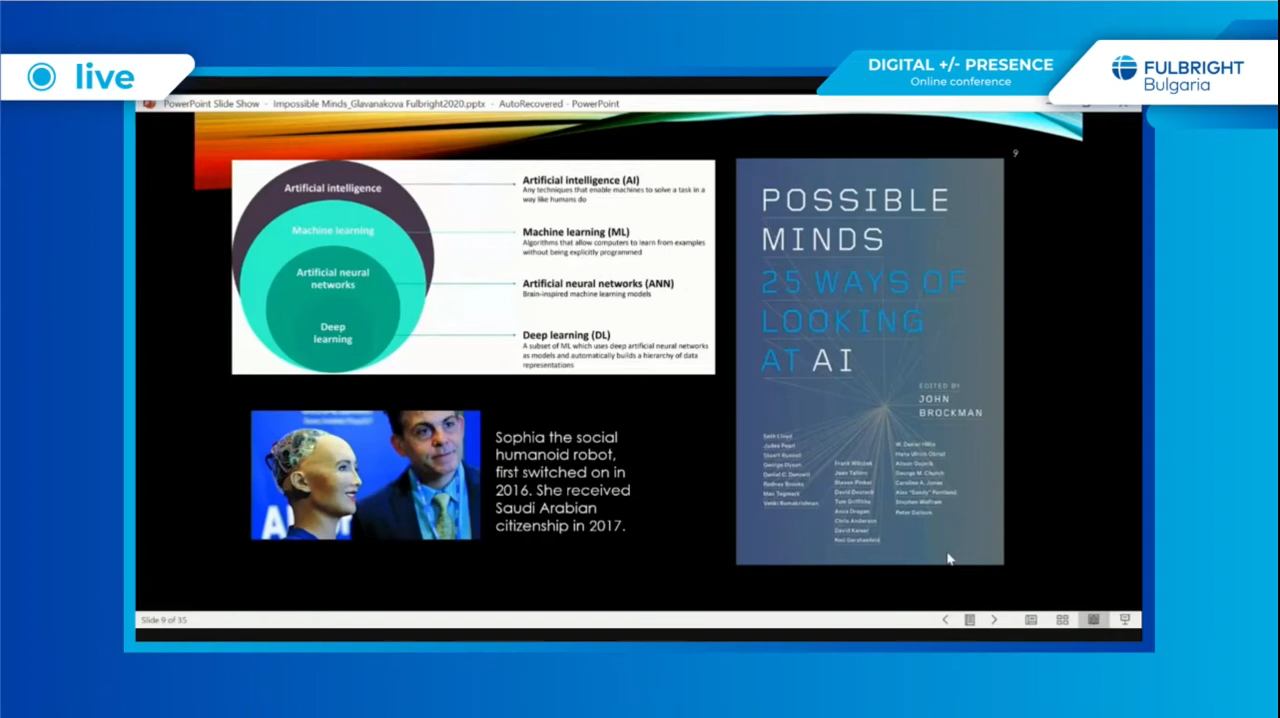 live
DIGITAL +/- PRESENCE
Online conference
FULBRIGHT
Bulgaria
PowerPoint Slide Show - Impossible Minds_Glavanakova Fulbright2020.pptx - AutoRecovered - PowerPoint
9
Artificial intelligence
Machine learning
Artificial neural
networks
Deep
learning
Artificial intelligence (AI)
Any techniques that enable machines to solve a task in a
way like humans do
Machine learning (ML)
Algorithms that allow computers to learn from examples
without being explicitly programmed
Artificial neural networks (ANN)
Brain-inspired machine learning models
Deep learning (DL)
A subset of ML which uses deep artificial neural networks
as models and automatically builds a hierarchy of data
representations
POSSIBLE
MINDS
25 WAYS OF
LOOKING
AT AI
EDITED BY
JOHN
BROCKMAN
Seth Lloyd
Judea Pearl
Stuart Russell
George Dyson
Daniel C. Dennett
Rodney Brooks
Max Tegmark
Venki Ramakrishnan
Frank Wilczek
Jaan Tallinn
Steven Pinker
David Deutsch
Tom Griffiths
Anca Dragan
Chris Anderson
David Kaiser
Neil Gershenfeld
W. Daniel Hillis
Hans Ulrich Obrist
Alison Gopnik
George M. Church
Caroline A. Jones
Alex "Sandy" Pentland
Stephen Wolfram
Peter Galison
Sophia the social
humanoid robot,
first switched on in
2016. She received
Saudi Arabian
citizenship in 2017.
Slide 9 of 35